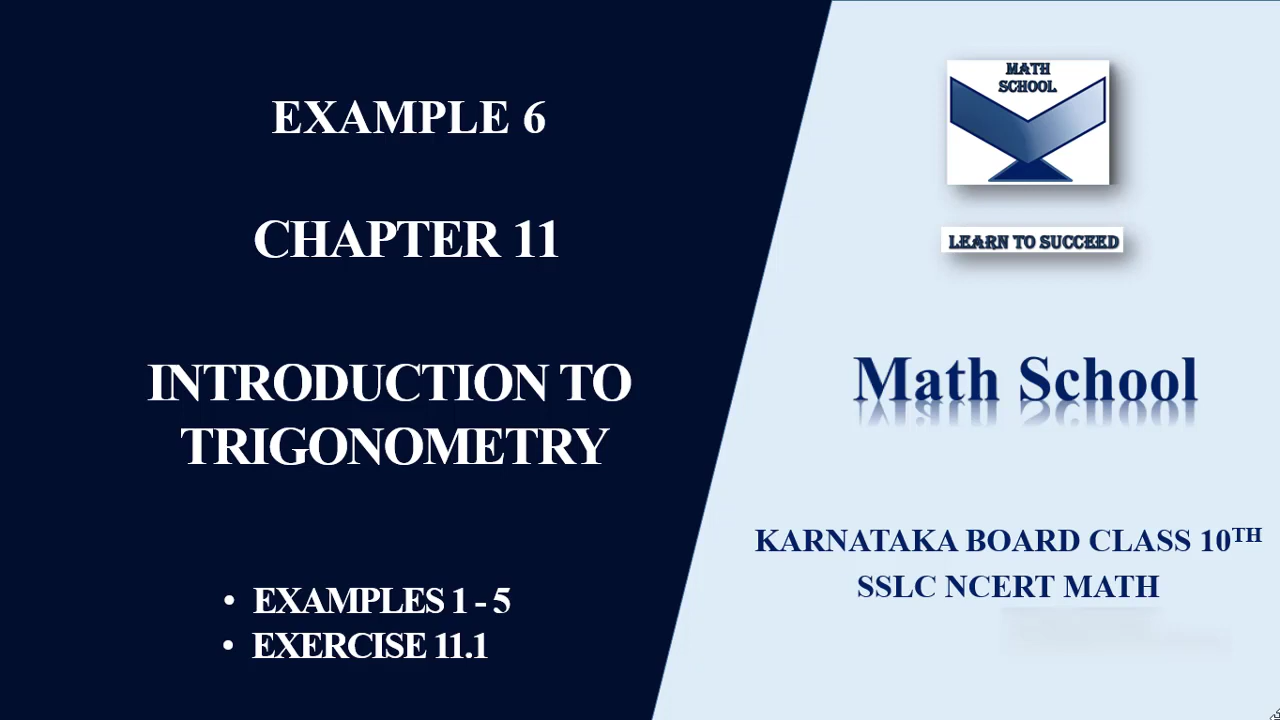 EXAMPLE 6
CHAPTER 11
INTRODUCTION TO
TRIGONOMETRY
• EXAMPLES 1 - 5
• EXERCISE 11.1
MATH
SCHOOL
LEARN TO SUCCEED
Math School
KARNATAKA BOARD CLASS 10TH
SSLC NCERT MATH